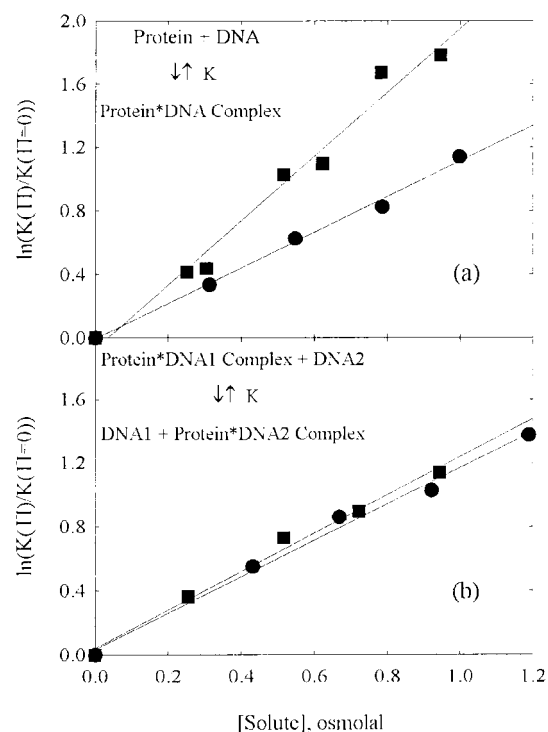 2.0
1.6
1.2
0.8
0.4
0.0
ln(K(Π)/K(Π=0))
Protein + DNA
↓↑ K
Protein*DNA Complex
(a)
Protein*DNA1 Complex + DNA2
↓↑ K
DNA1 + Protein*DNA2 Complex
1.6
1.2
0.8
0.4
0.0
ln(K(Π)/K(Π=0))
(b)
0.0 0.2 0.4 0.6 0.8 1.0 1.2
[Solute], osmolal